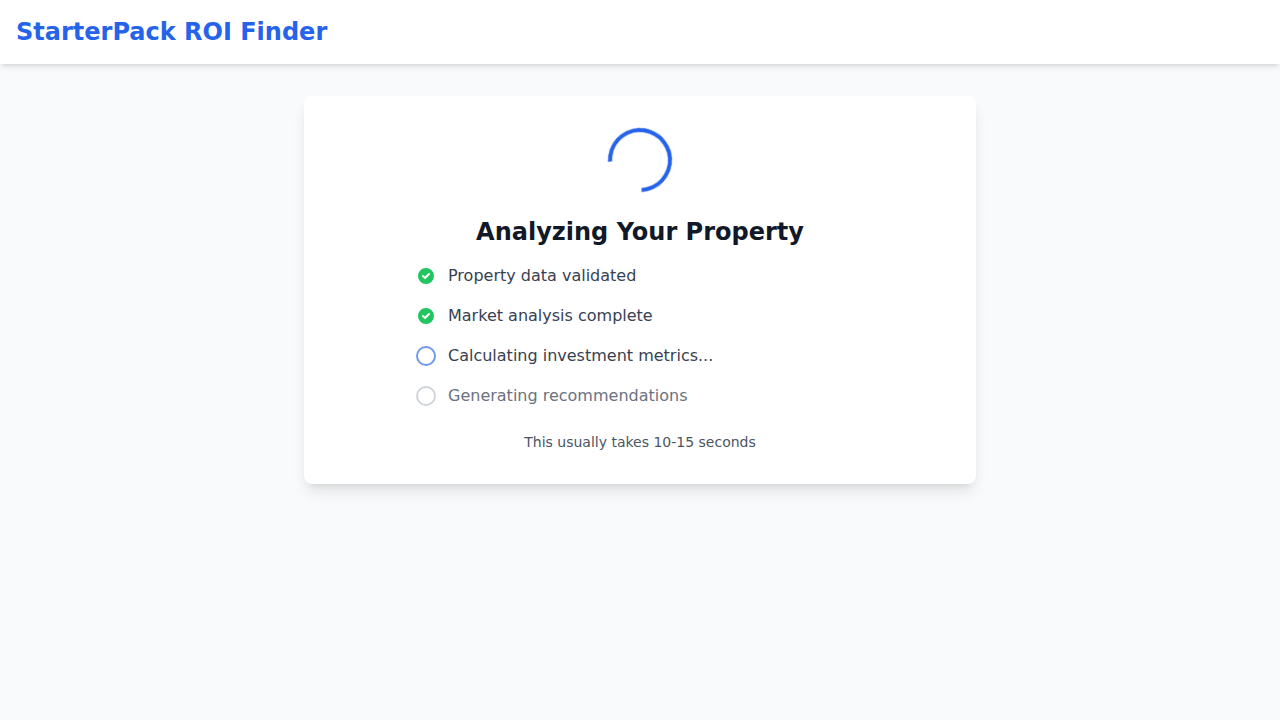 StarterPack ROI Finder
Analyzing Your Property
Property data validated
Market analysis complete
Calculating investment metrics...
Generating recommendations
This usually takes 10-15 seconds